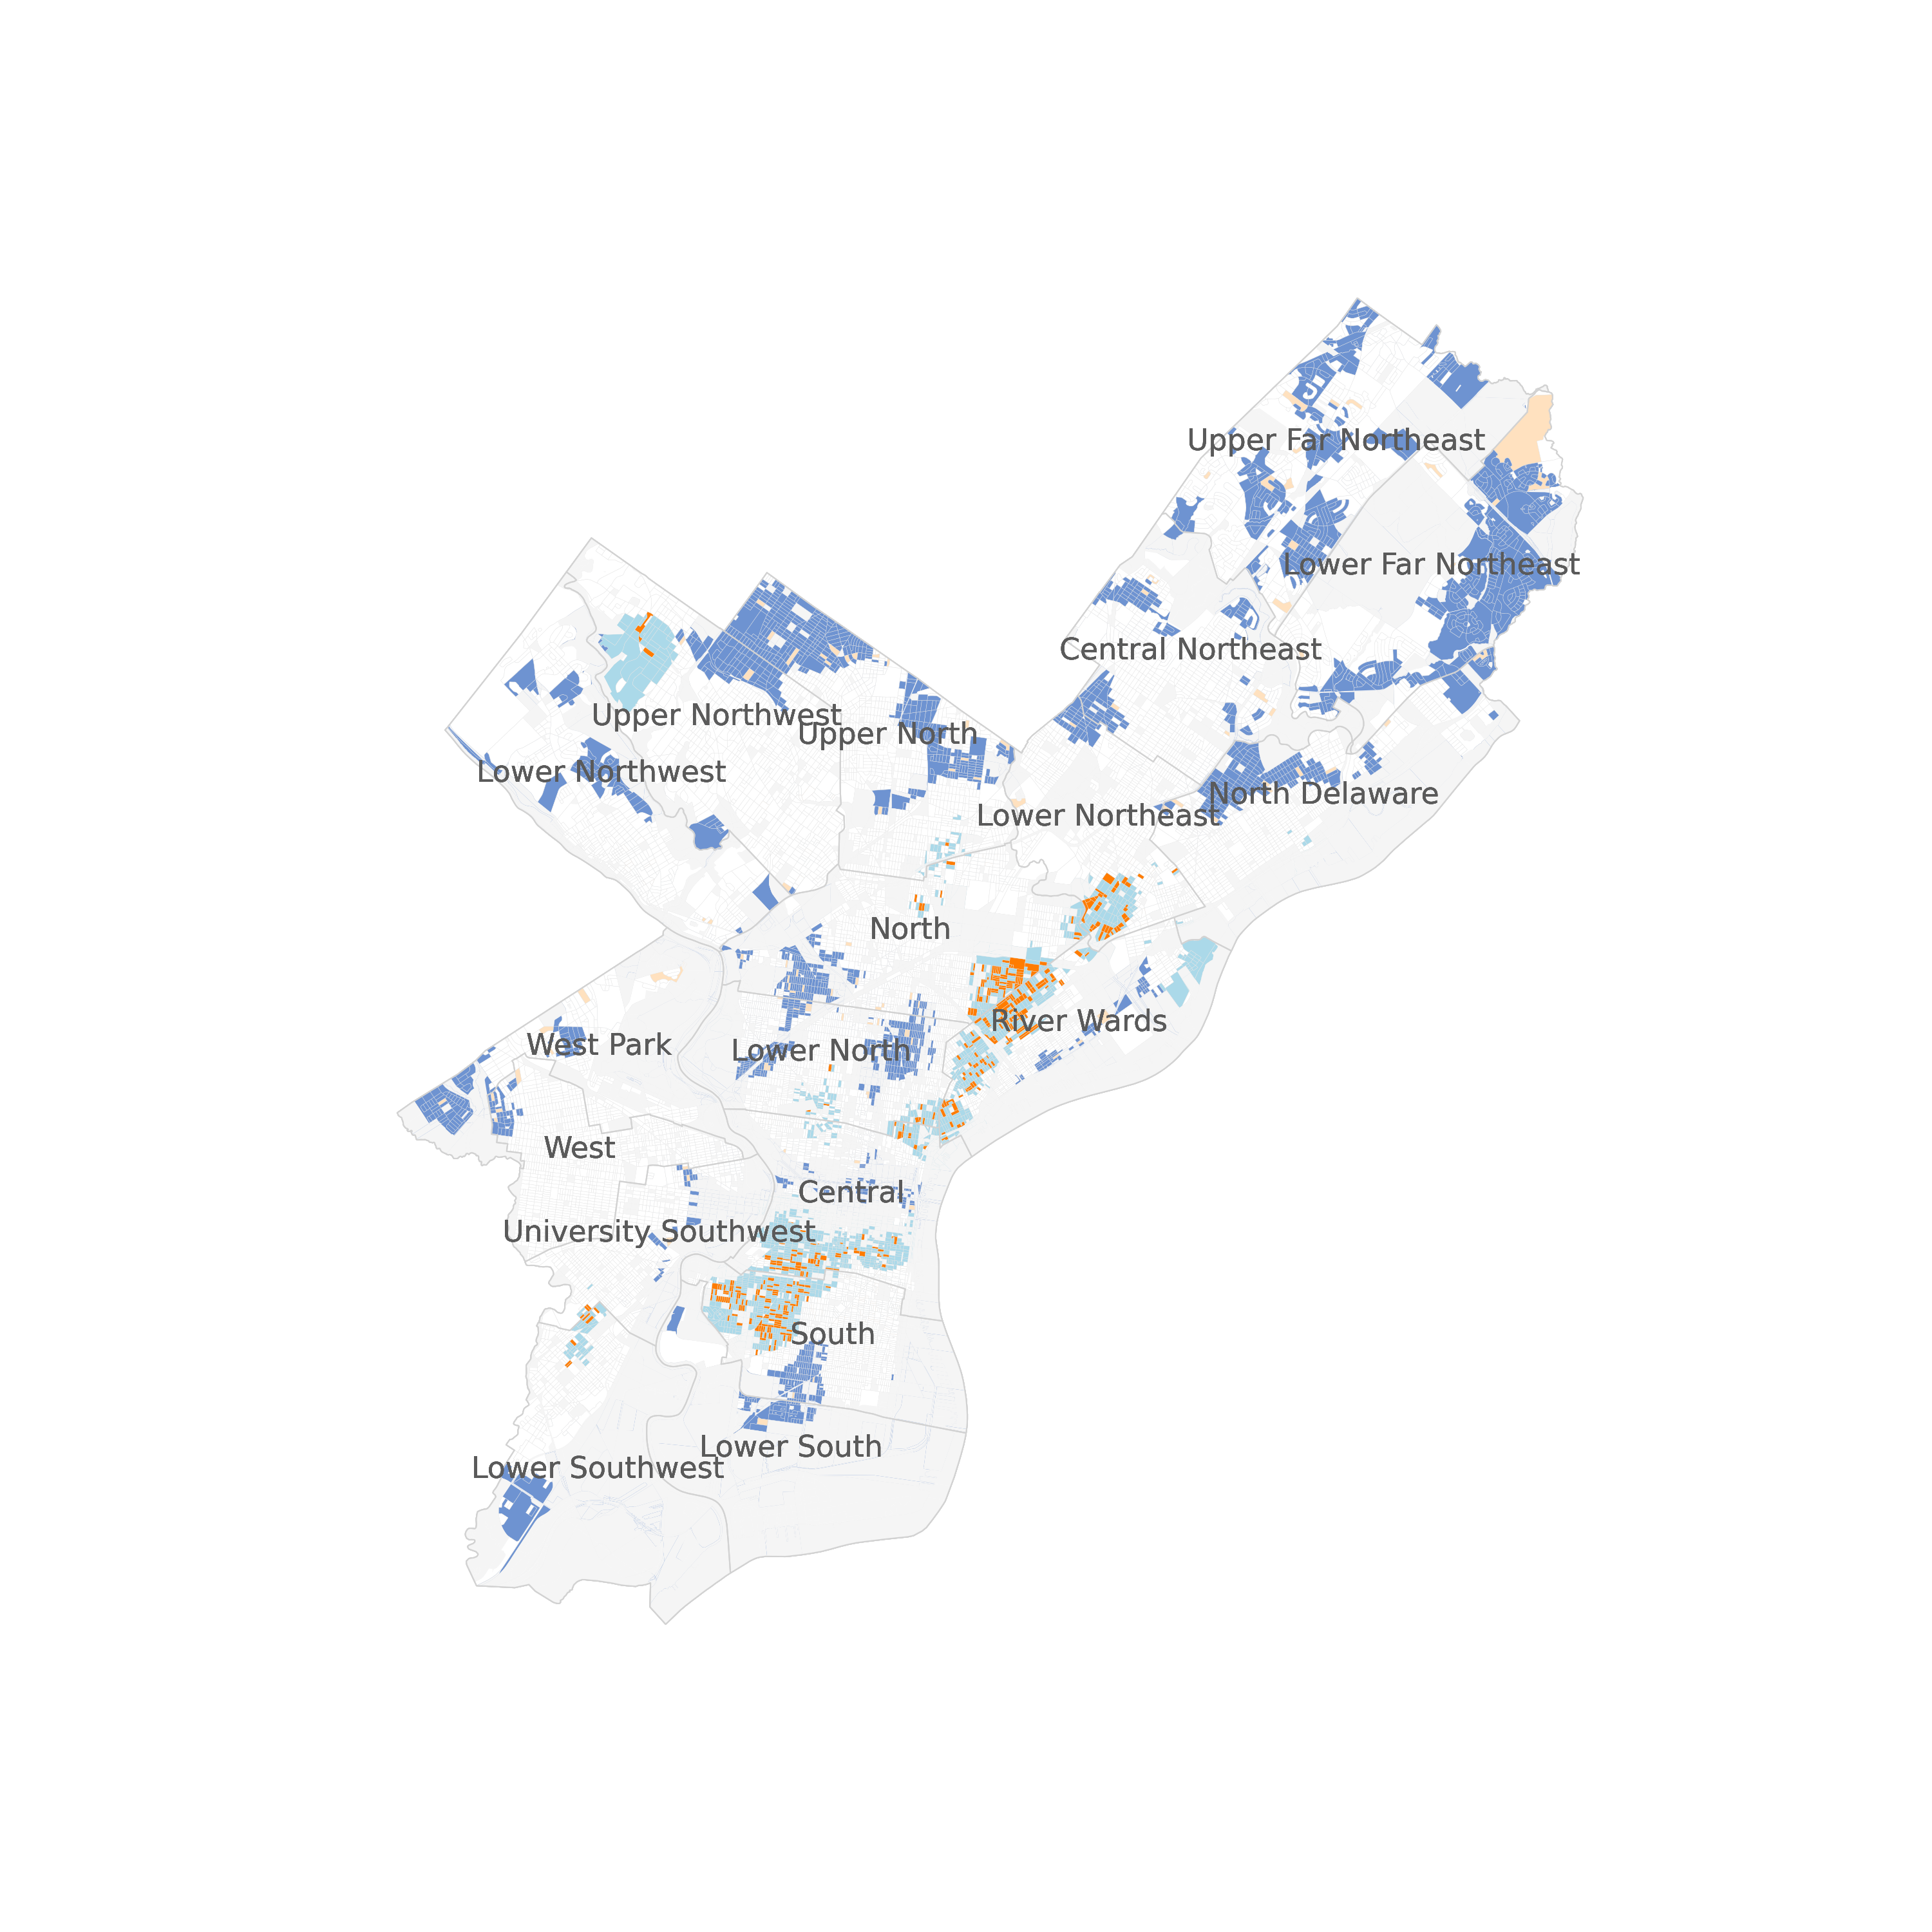 Upper Far Northeast
Lower Far Northeast
Central Northeast
Upper Northwest
Upper North
Lower Northwest
North Delaware
Lower Northeast
North
River Wards
West Park
Lower North
West
Central
University Southwest
South
Lower South
Lower Southwest